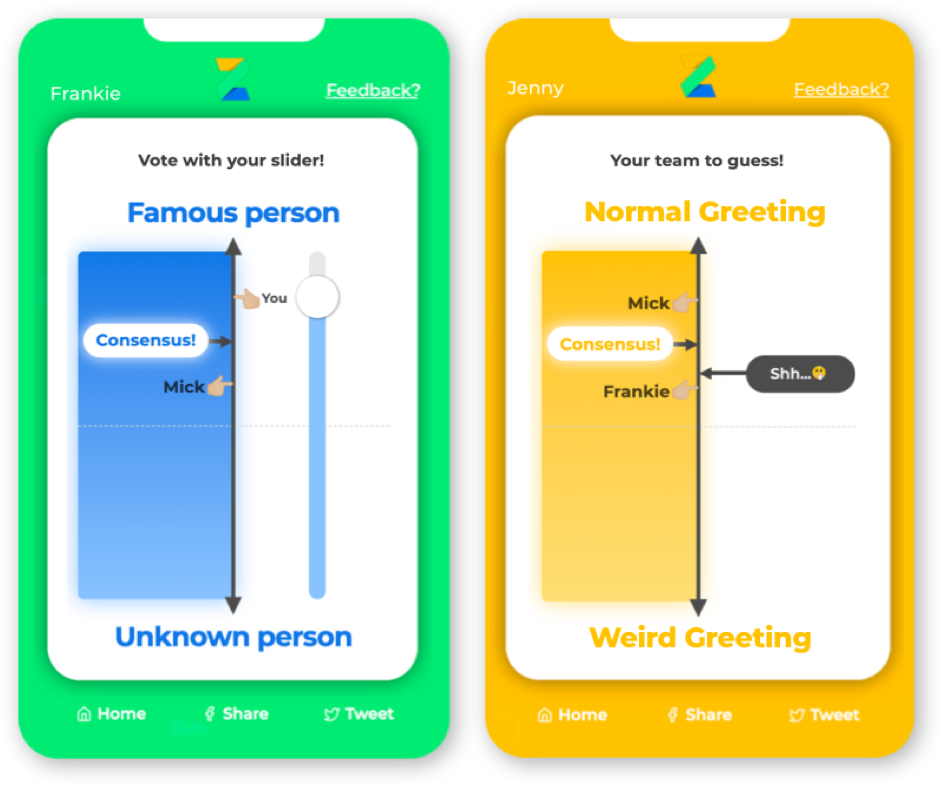 Frankie
Feedback?
Vote with your slider!
Famous person
You
Consensus!
Mick
Unknown person
Home
Share
Tweet
Jenny
Feedback?
Your team to guess!
Normal Greeting
Mick
Consensus!
Shh...🤫
Frankie
Weird Greeting
Home
Share
Tweet